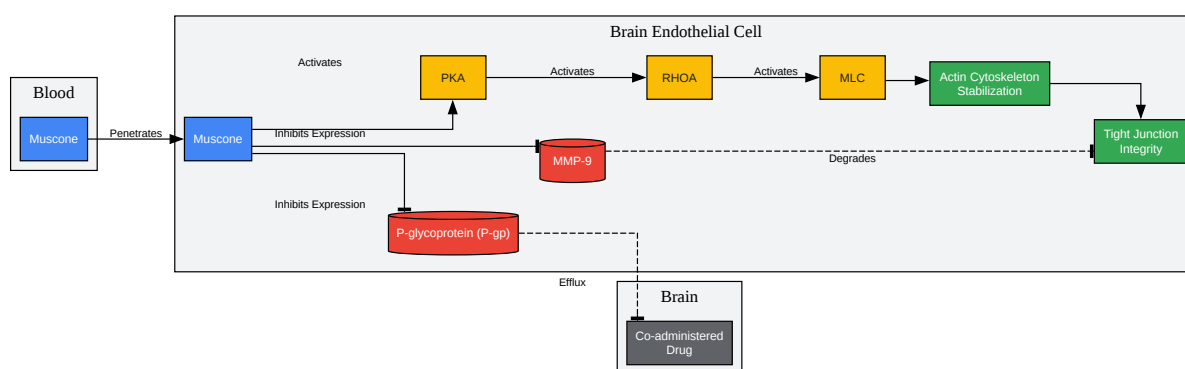 Brain Endothelial Cell
Activates
PKA
Activates
RHOA
Activates
MLC
Actin Cytoskeleton
Stabilization
Blood
Muscone
Penetrates
Muscone
Inhibits Expression
MMP-9
Degrades
Tight Junction
Integrity
Inhibits Expression
P-glycoprotein (P-gp)
Efflux
Brain
Co-administered
Drug